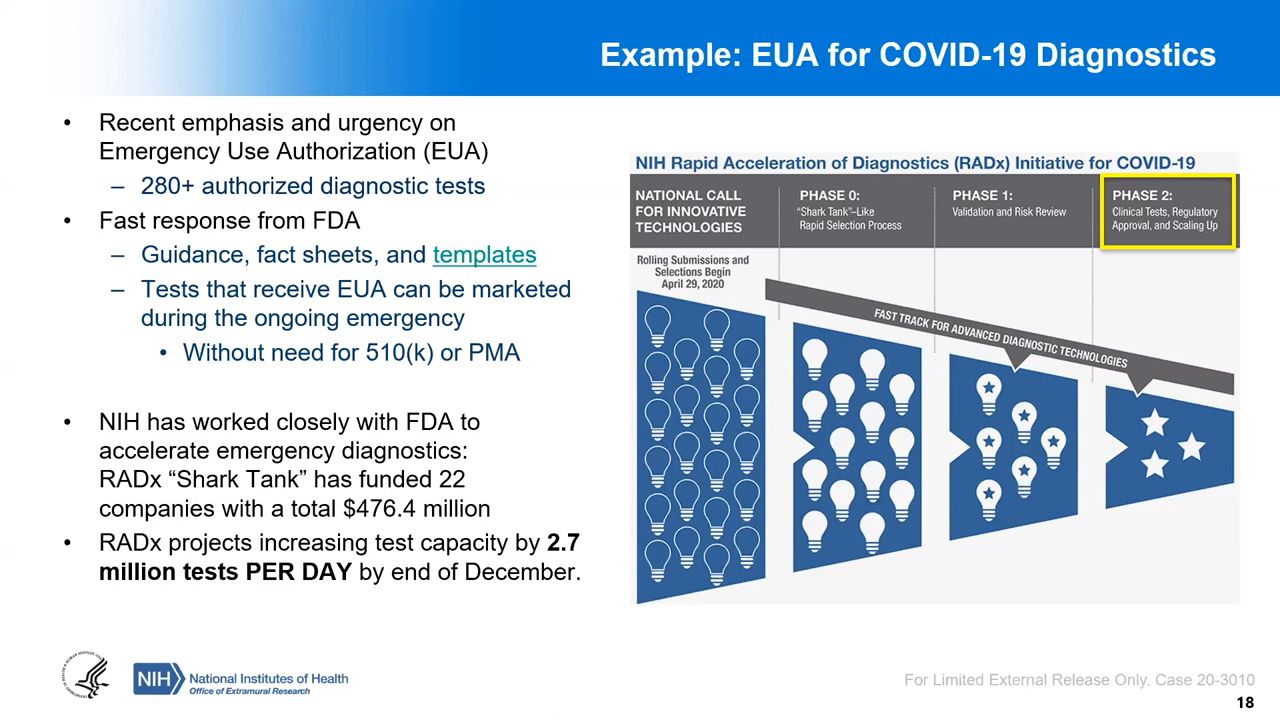 Example: EUA for COVID-19 Diagnostics
• Recent emphasis and urgency on
Emergency Use Authorization (EUA)
– 280+ authorized diagnostic tests
• Fast response from FDA
– Guidance, fact sheets, and templates
– Tests that receive EUA can be marketed
during the ongoing emergency
• Without need for 510(k) or PMA
• NIH has worked closely with FDA to
accelerate emergency diagnostics:
RADx “Shark Tank” has funded 22
companies with a total $476.4 million
• RADx projects increasing test capacity by 2.7
million tests PER DAY by end of December.
NIH Rapid Acceleration of Diagnostics (RADx) Initiative for COVID-19
NATIONAL CALL
FOR INNOVATIVE
TECHNOLOGIES
PHASE 0:
“Shark Tank”–Like
Rapid Selection Process
PHASE 1:
Validation and Risk Review
PHASE 2:
Clinical Tests, Regulatory
Approval, and Scaling Up
Rolling Submissions and
Selections Begin
April 29, 2020
FAST TRACK FOR ADVANCED DIAGNOSTIC TECHNOLOGIES
NIH
National Institutes of Health
Office of Extramural Research
For Limited External Release Only. Case 20-3010
18